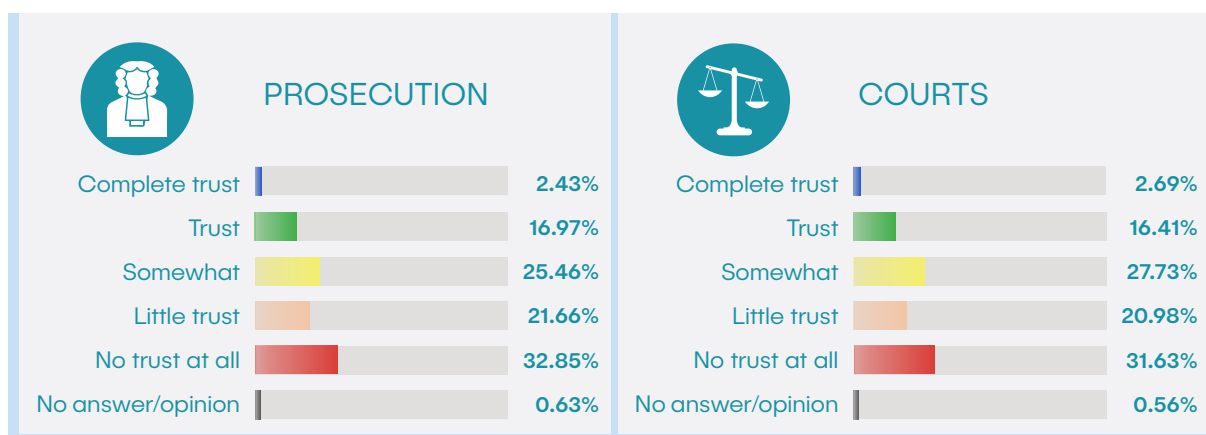 PROSECUTION
Complete trust 2.43%
Trust 16.97%
Somewhat 25.46%
Little trust 21.66%
No trust at all 32.85%
No answer/opinion 0.63%
COURTS
Complete trust 2.69%
Trust 16.41%
Somewhat 27.73%
Little trust 20.98%
No trust at all 31.63%
No answer/opinion 0.56%